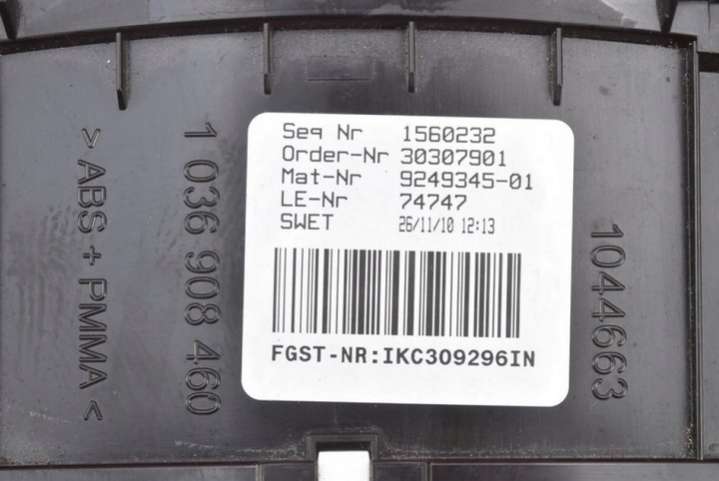 > ABS + PMMA <
1 036 908 460
Seq Nr 1560232
Order-Nr 30307901
Mat-Nr 9249345-01
LE-Nr 74747
SWET 26/11/10 12:13
FGST-NR:IKC309296IN
1044663